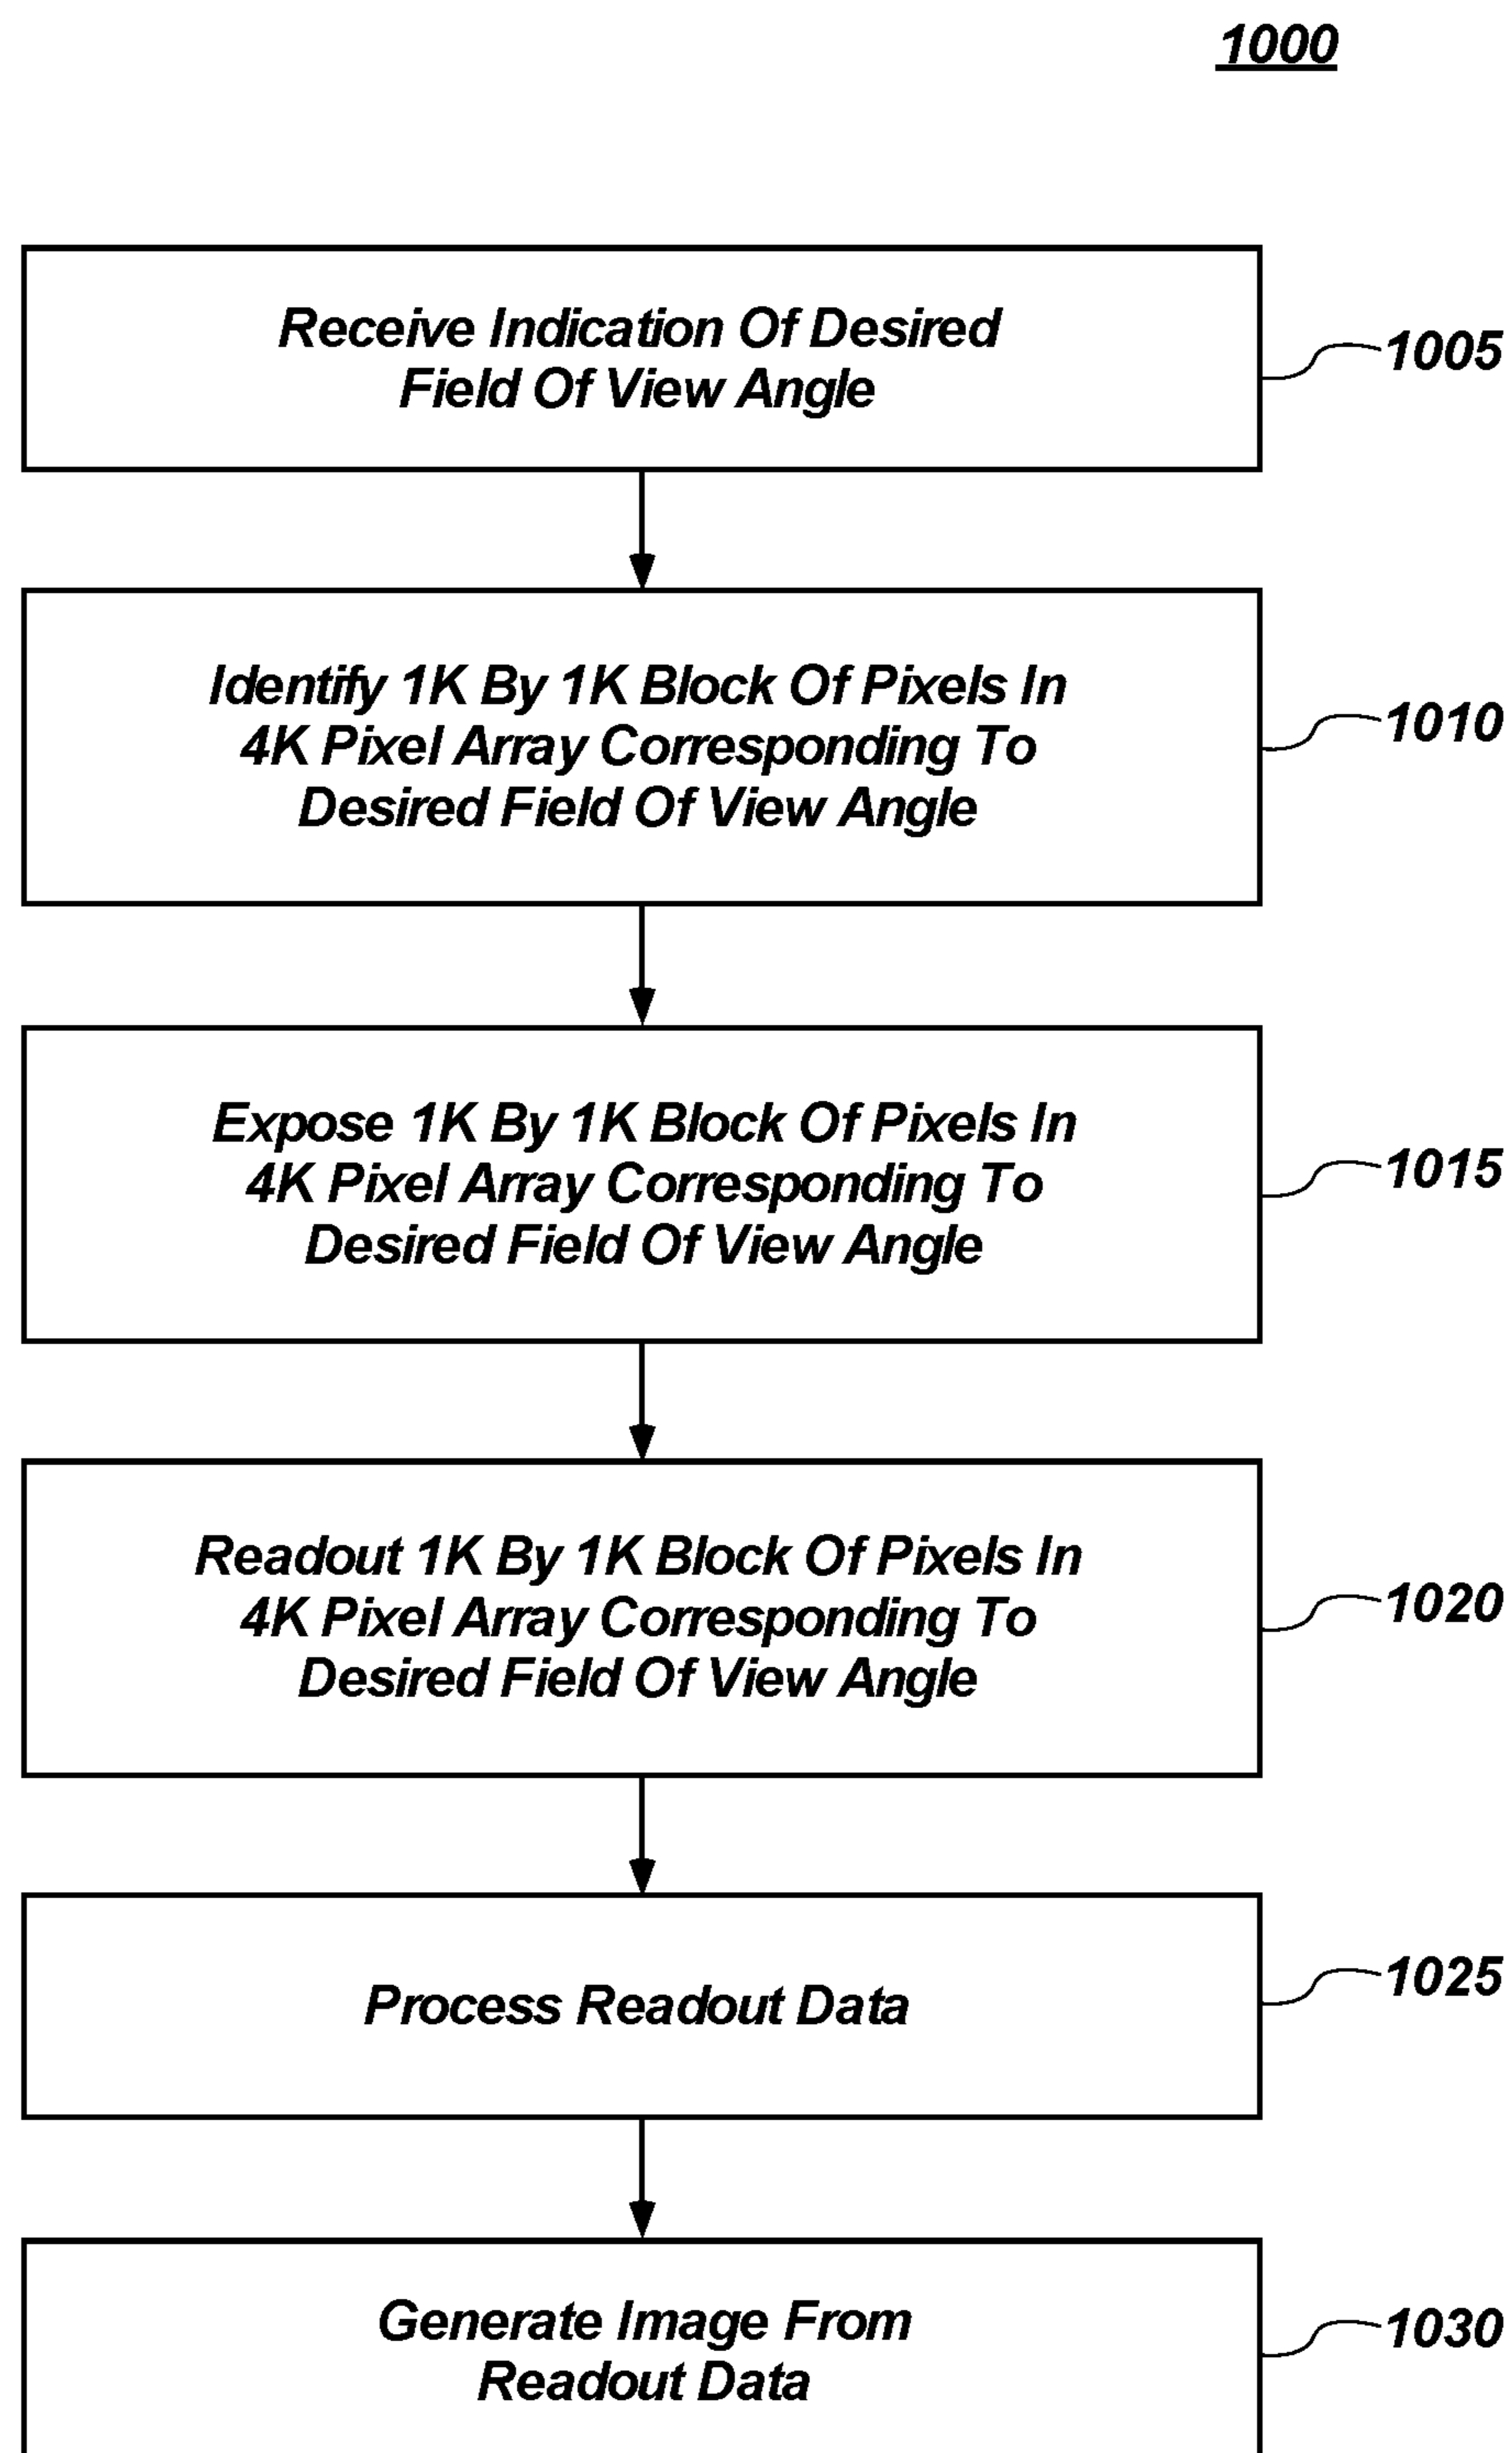 1000
Receive Indication Of Desired
Field Of View Angle
1005
Identify 1K By 1K Block Of Pixels In
4K Pixel Array Corresponding To
Desired Field Of View Angle
1010
Expose 1K By 1K Block Of Pixels In
4K Pixel Array Corresponding To
Desired Field Of View Angle
1015
Readout 1K By 1K Block Of Pixels In
4K Pixel Array Corresponding To
Desired Field Of View Angle
1020
Process Readout Data
1025
Generate Image From
Readout Data
1030